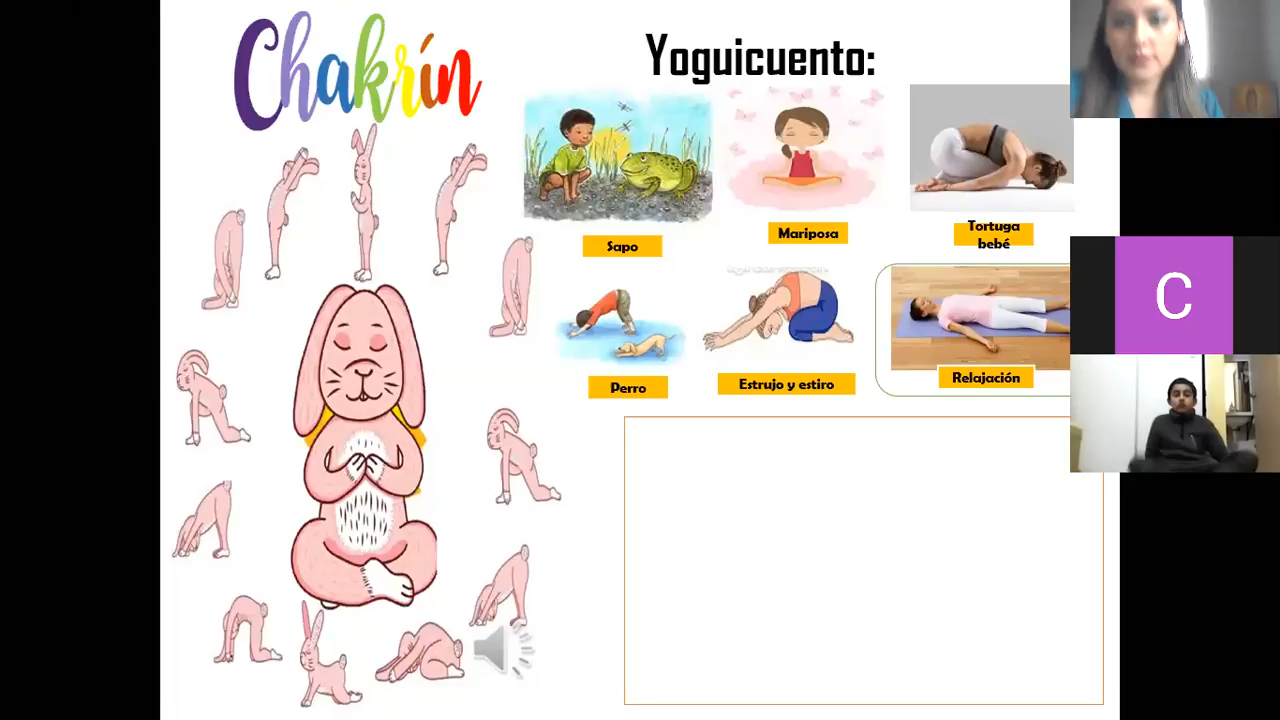 Chakrín
Yoguicuento:
Sapo
Mariposa
Tortuga
bebé
Perro
Estrujo y estiro
Relajación
C